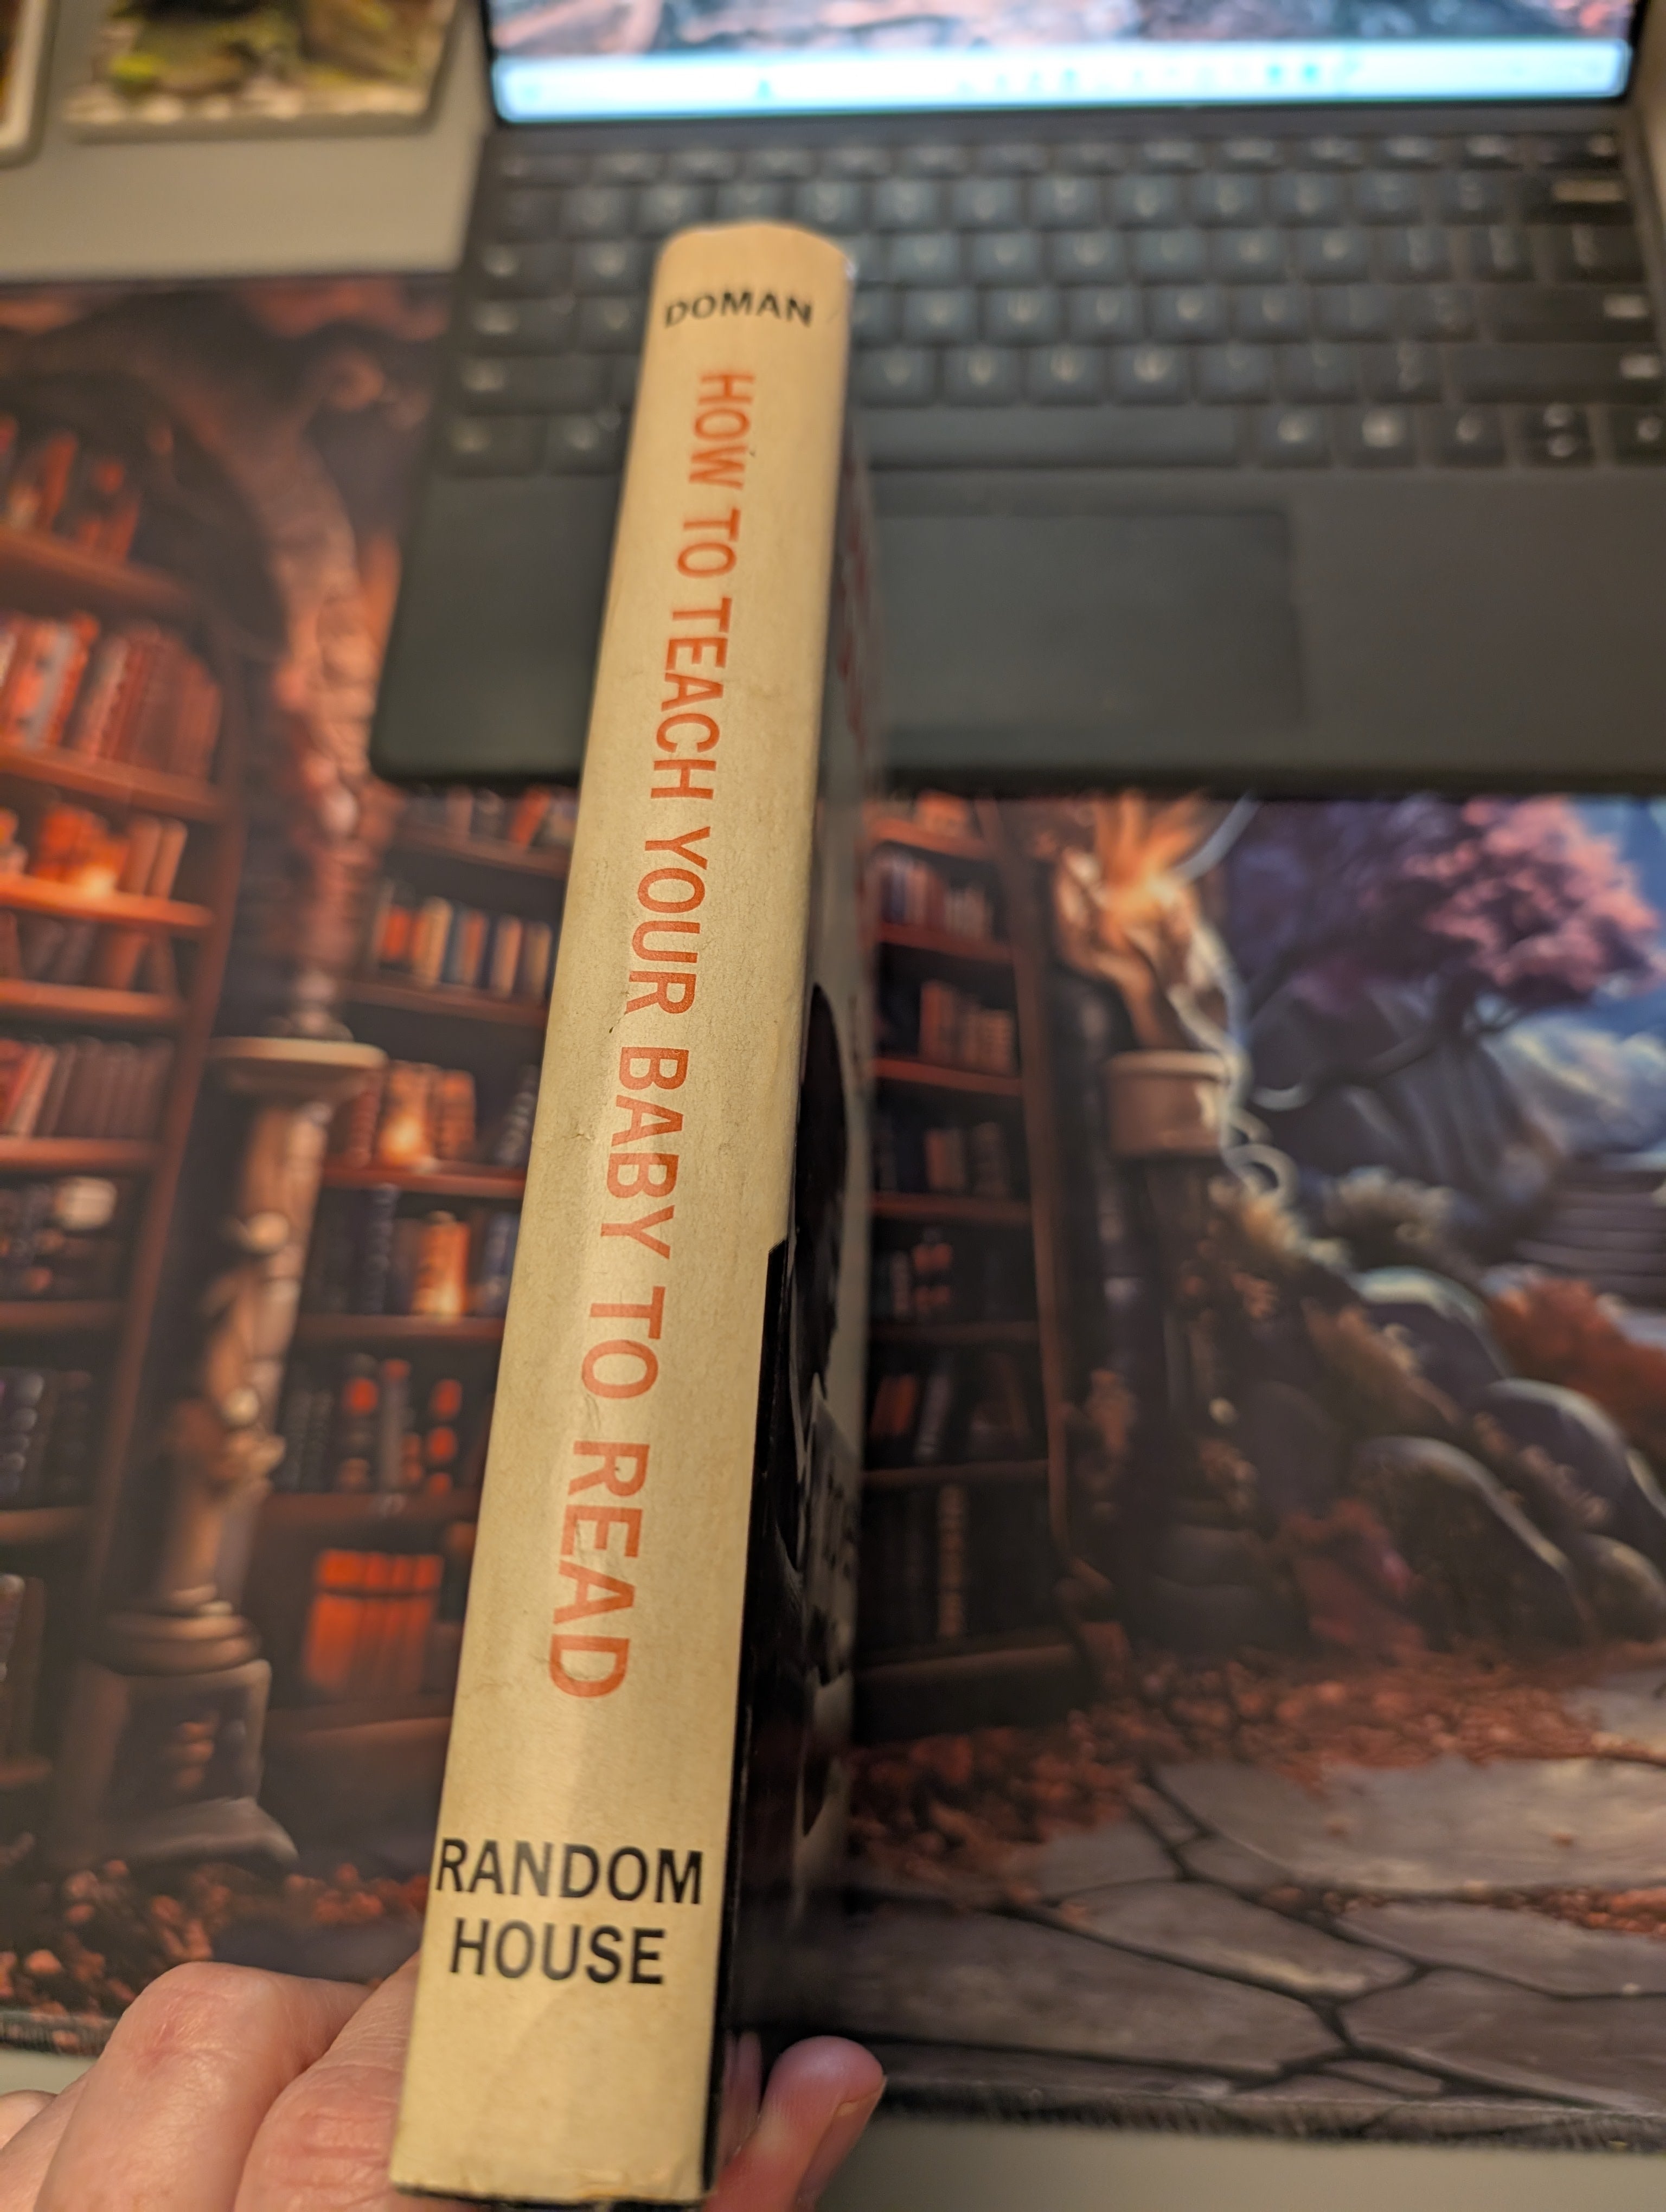 DOMAN
HOW TO TEACH YOUR BABY TO READ
RANDOM
HOUSE